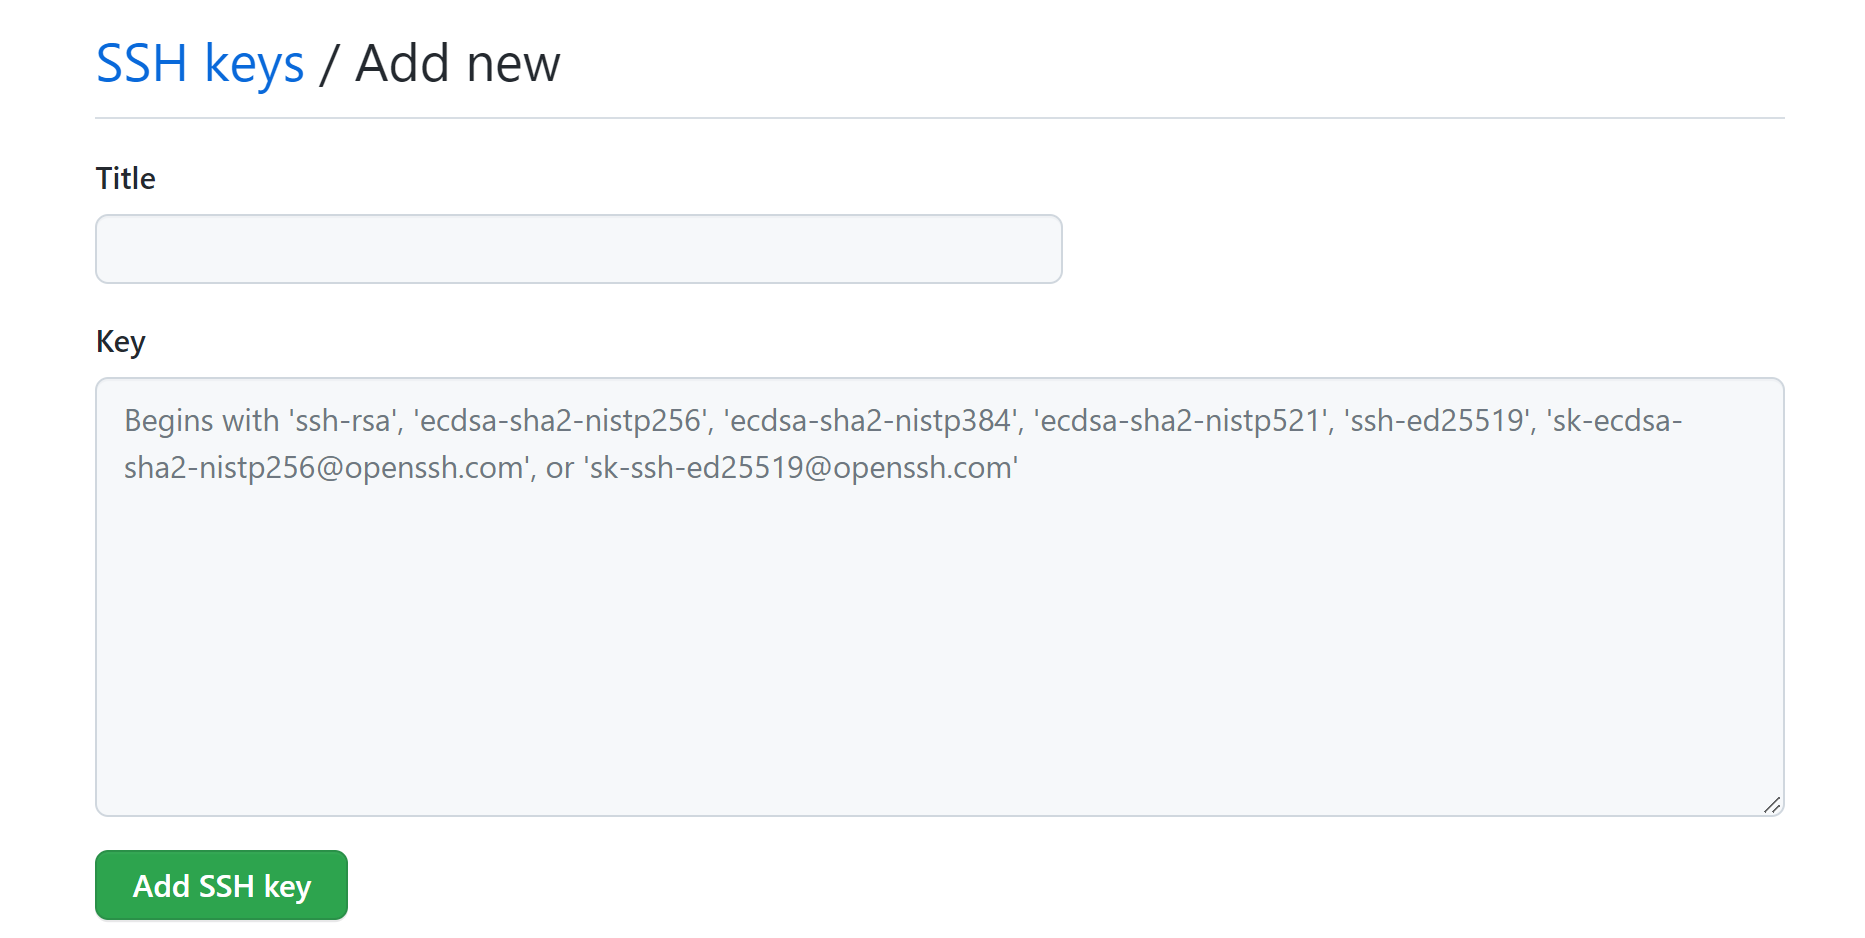 SSH keys / Add new
Title
Key
Begins with 'ssh-rsa', 'ecdsa-sha2-nistp256', 'ecdsa-sha2-nistp384', 'ecdsa-sha2-nistp521', 'ssh-ed25519', 'sk-ecdsa-
sha2-nistp256@openssh.com', or 'sk-ssh-ed25519@openssh.com'
Add SSH key